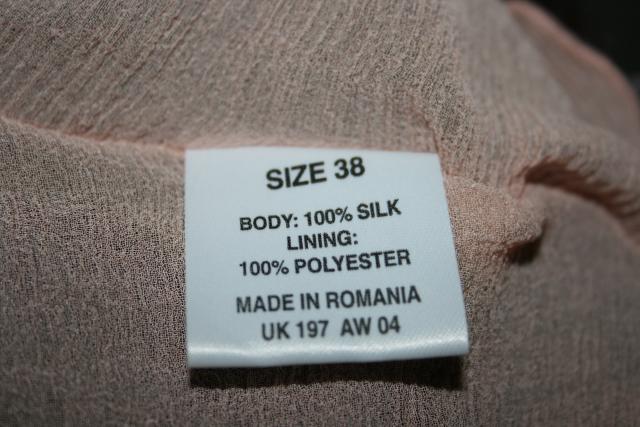 SIZE 38
BODY: 100% SILK
LINING:
100% POLYESTER
MADE IN ROMANIA
UK 197 AW 04